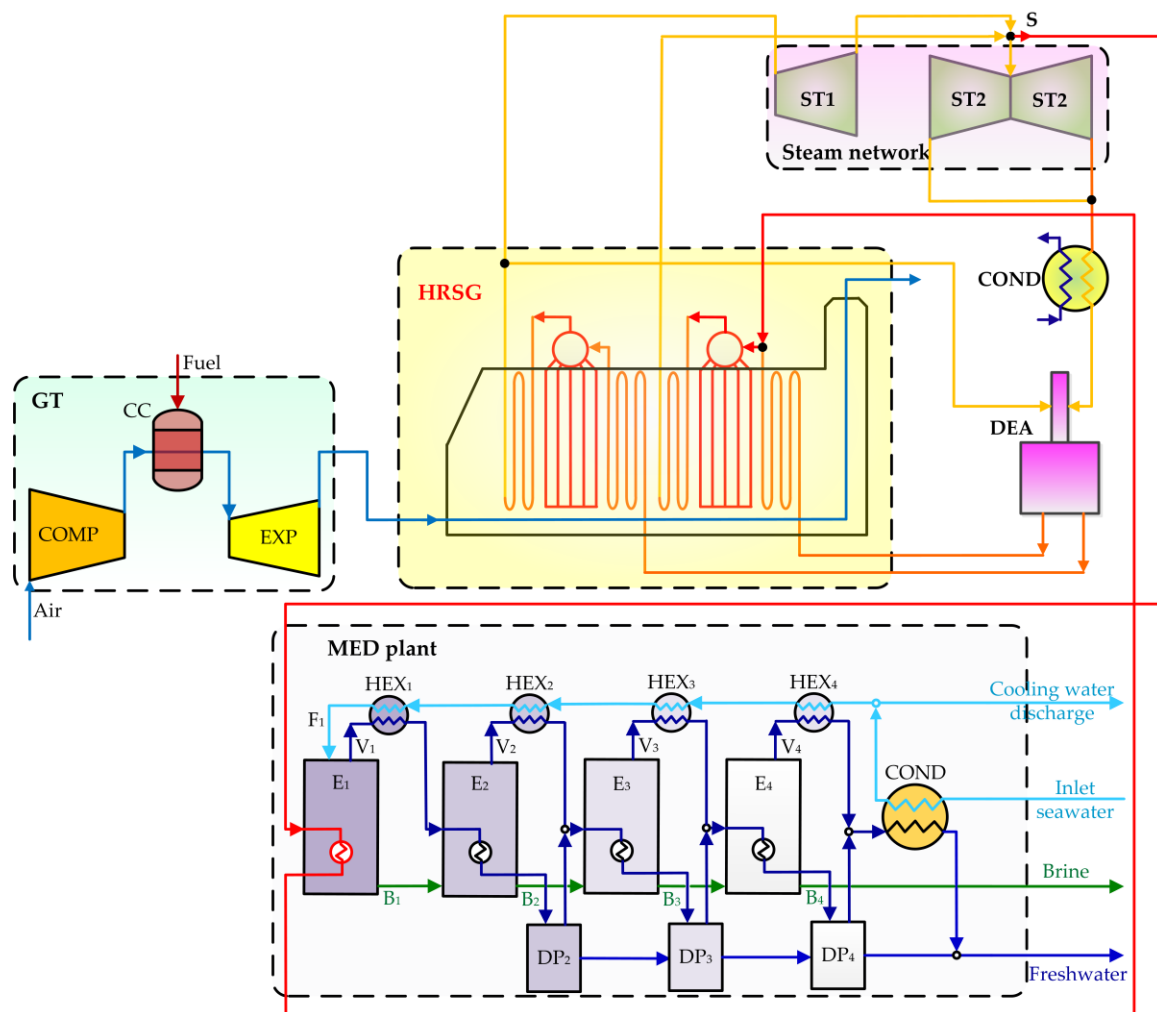 S
ST1
ST2
ST2
Steam network
HRSG
COND
Fuel
GT
CC
DEA
COMP
EXP
Air
MED plant
HEX₁
HEX₂
HEX₃
HEX₄
Cooling water
discharge
F₁
V₁
V₂
V₃
V₄
E₁
E₂
E₃
E₄
COND
Inlet
seawater
B₁
B₂
B₃
B₄
Brine
DP₂
DP₃
DP₄
Freshwater